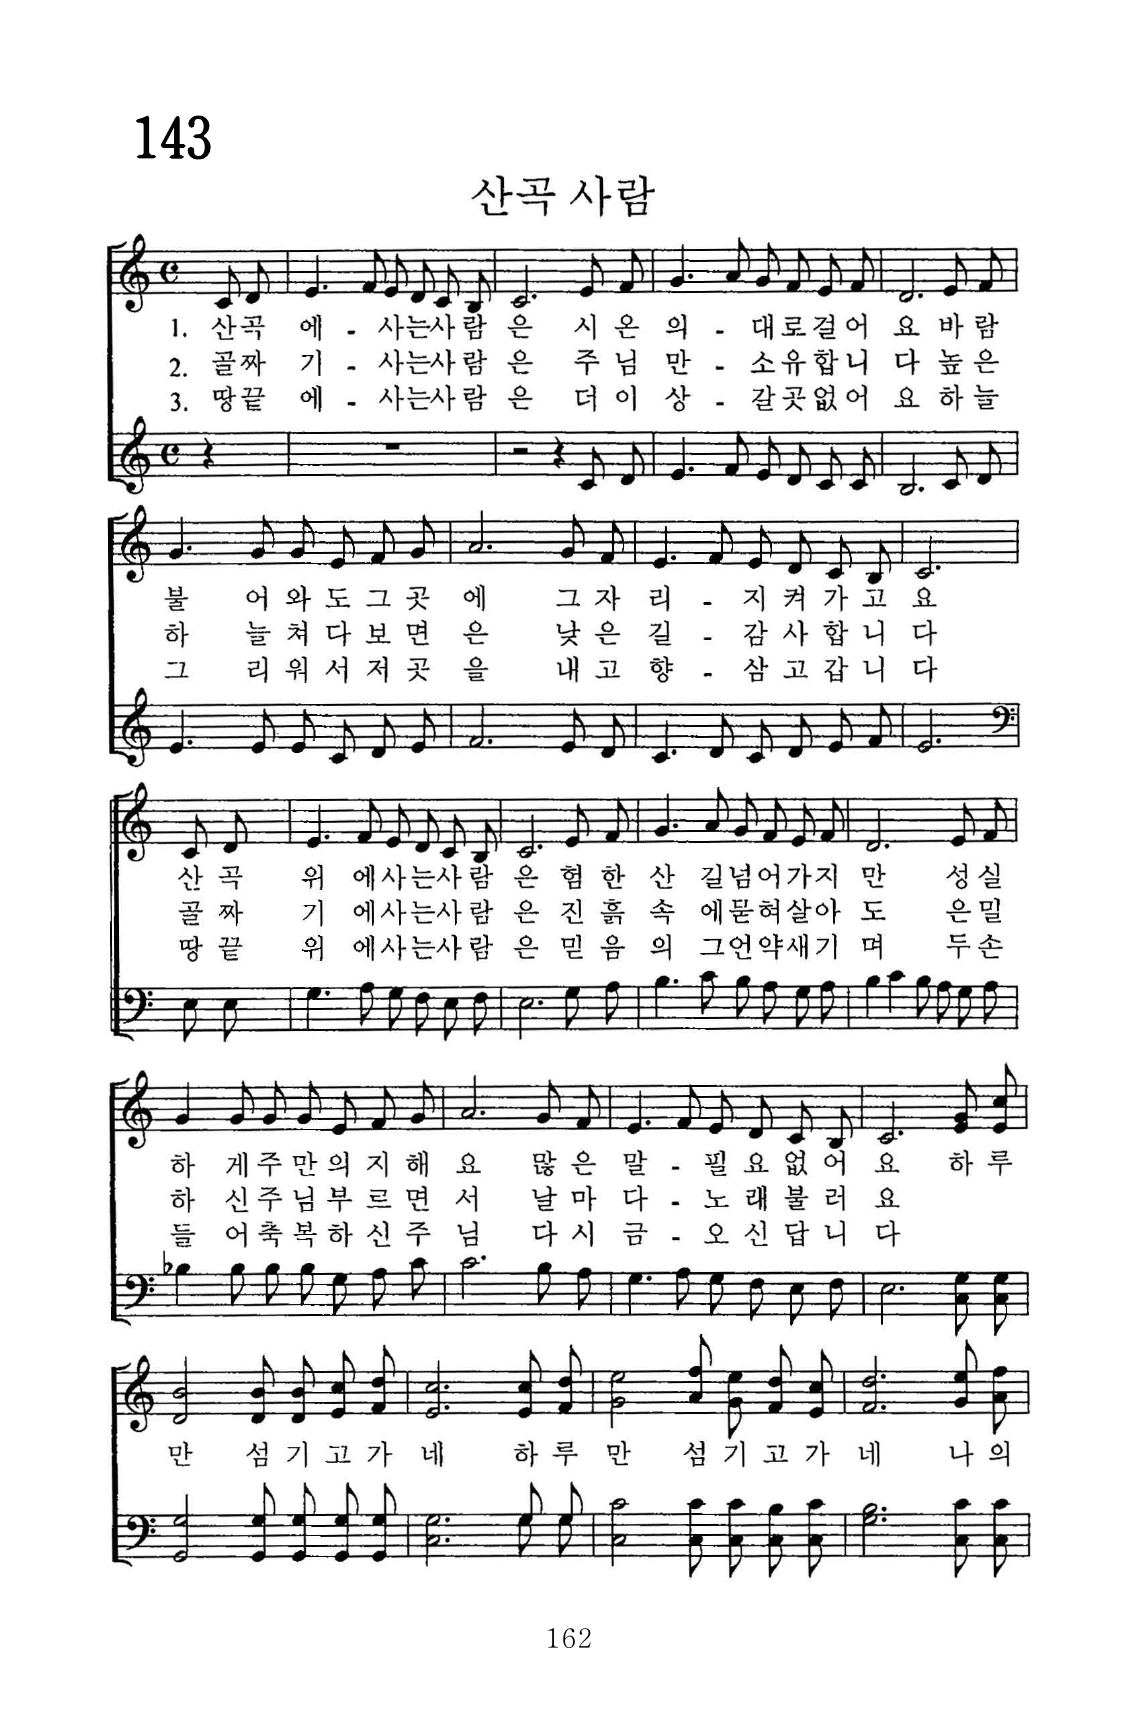 143
산곡 사람
1. 산곡 에 - 사는사람 은 시 온 의 - 대로걸어 요 바 람
2. 골짜 기 - 사는사람 은 주 님 만 - 소유합니 다 높 은
3. 땅끝 에 - 사는사람 은 더 이 상 - 갈곳없어 요 하 늘
불 어 와 도 그 곳 에 그 자 리 - 지 켜 가 고 요
하 늘 쳐 다 보 면 은 낮 은 길 - 감 사 합 니 다
그 리 워 서 저 곳 을 내 고 향 - 삼 고 갑 니 다
산 곡 위 에사는사람 은 험 한 산 길넘어가지 만 성실
골 짜 기 에사는사람 은 진 흙 속 에묻혀살아 도 은밀
땅 끝 위 에사는사람 은 믿 음 의 그언약새기 며 두손
하 게 주 만 의 지 해 요 많 은 말 - 필 요 없 어 요 하 루
하 신 주 님 부 르 면 서 날 마 다 - 노 래 불 러 요
들 어 축 복 하 신 주 님 다 시 금 - 오 신 답 니 다
만 섬 기 고 가 네 하 루 만 섬 기 고 가 네 나 의
162